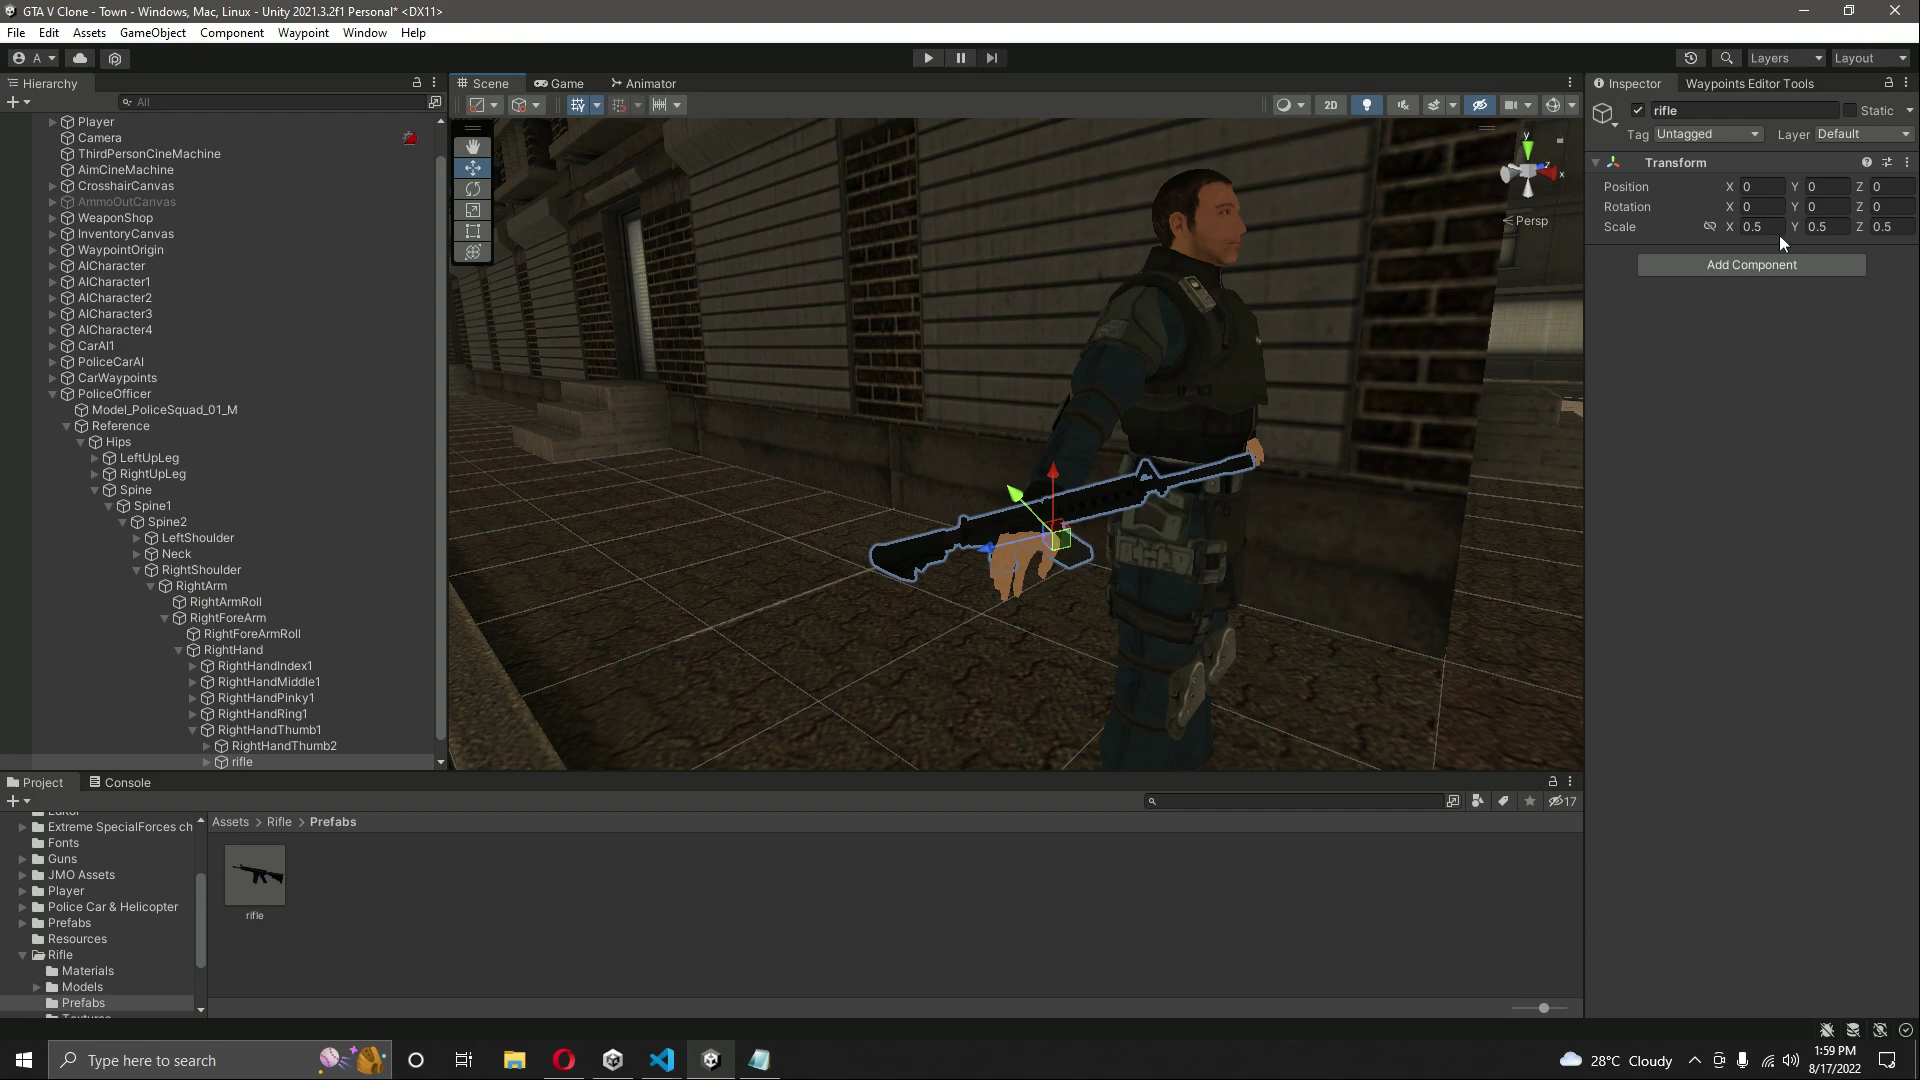 GTA V Clone - Town - Windows, Mac, Linux - Unity 2021.3.2f1 Personal* <DX11>
File Edit Assets GameObject Component Waypoint Window Help
A
Layers
Layout
Hierarchy
All
Player
Camera
ThirdPersonCineMachine
AimCineMachine
CrosshairCanvas
AmmoOutCanvas
WeaponShop
InventoryCanvas
WaypointOrigin
AICharacter
AICharacter1
AICharacter2
AICharacter3
AICharacter4
CarAI1
PoliceCarAI
CarWaypoints
PoliceOfficer
Model_PoliceSquad_01_M
Reference
Hips
LeftUpLeg
RightUpLeg
Spine
Spine1
Spine2
LeftShoulder
Neck
RightShoulder
RightArm
RightArmRoll
RightForeArm
RightForeArmRoll
RightHand
RightHandIndex1
RightHandMiddle1
RightHandPinky1
RightHandRing1
RightHandThumb1
RightHandThumb2
rifle
Scene Game Animator
2D
y
z
x
< Persp
Inspector Waypoints Editor Tools
rifle Static
Tag Untagged Layer Default
Transform
Position X 0 Y 0 Z 0
Rotation X 0 Y 0 Z 0
Scale X 0.5 Y 0.5 Z 0.5
Add Component
Project Console
17
Editor
Extreme SpecialForces ch
Fonts
Guns
JMO Assets
Player
Police Car & Helicopter
Prefabs
Resources
Rifle
Materials
Models
Prefabs
Textures
Assets > Rifle > Prefabs
rifle
Type here to search
28°C Cloudy
1:59 PM
8/17/2022